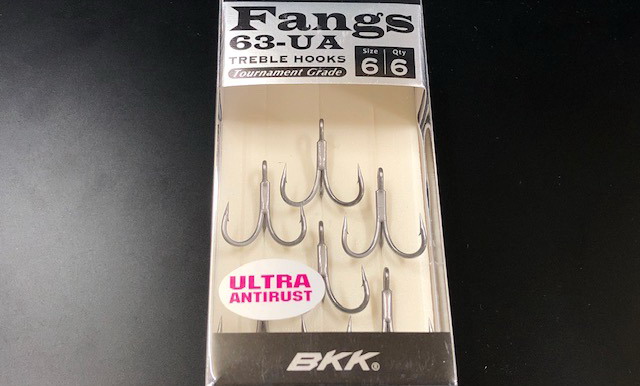 Fangs
63-UA
TREBLE HOOKS
Tournament Grade
Size Qty
6 6
ULTRA
ANTIRUST
BKK®